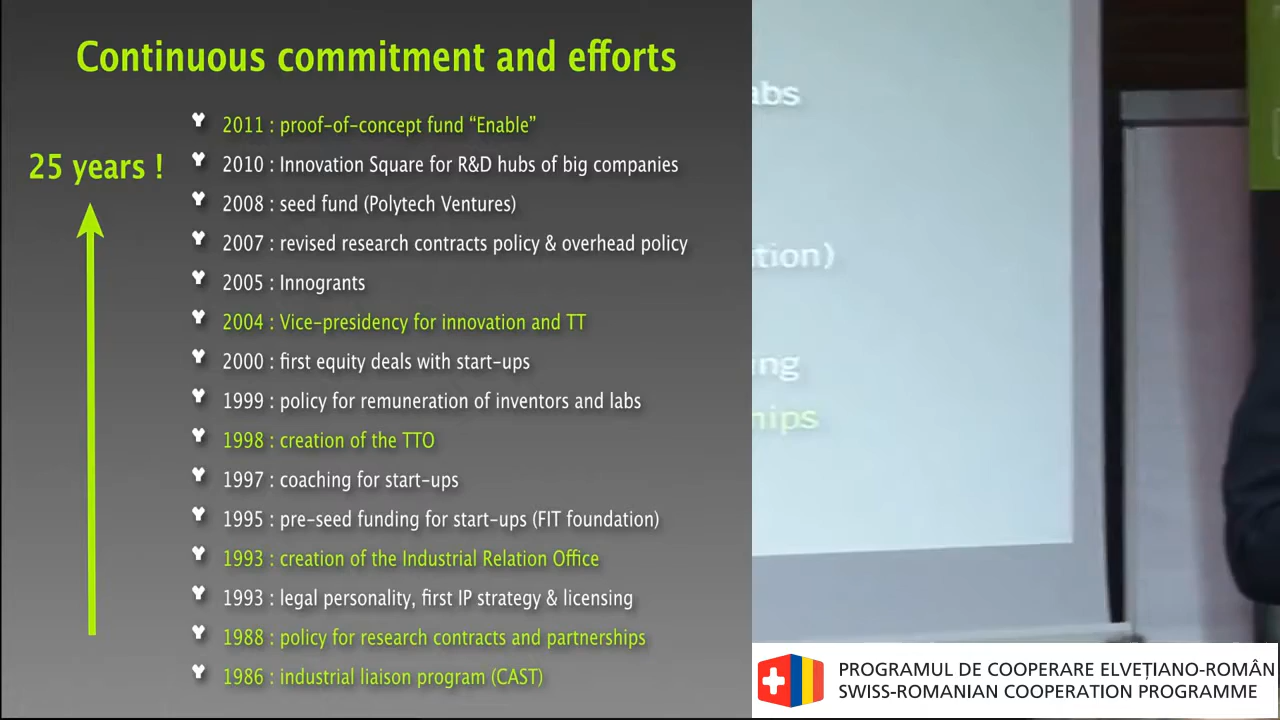 Continuous commitment and efforts
25 years !
2011 : proof-of-concept fund “Enable”
2010 : Innovation Square for R&D hubs of big companies
2008 : seed fund (Polytech Ventures)
2007 : revised research contracts policy & overhead policy
2005 : Innogrants
2004 : Vice-presidency for innovation and TT
2000 : first equity deals with start-ups
1999 : policy for remuneration of inventors and labs
1998 : creation of the TTO
1997 : coaching for start-ups
1995 : pre-seed funding for start-ups (FIT foundation)
1993 : creation of the Industrial Relation Office
1993 : legal personality, first IP strategy & licensing
1988 : policy for research contracts and partnerships
1986 : industrial liaison program (CAST)
abs
tion)
ng
hips
PROGRAMUL DE COOPERARE ELVEȚIANO-ROMÂN
SWISS-ROMANIAN COOPERATION PROGRAMME